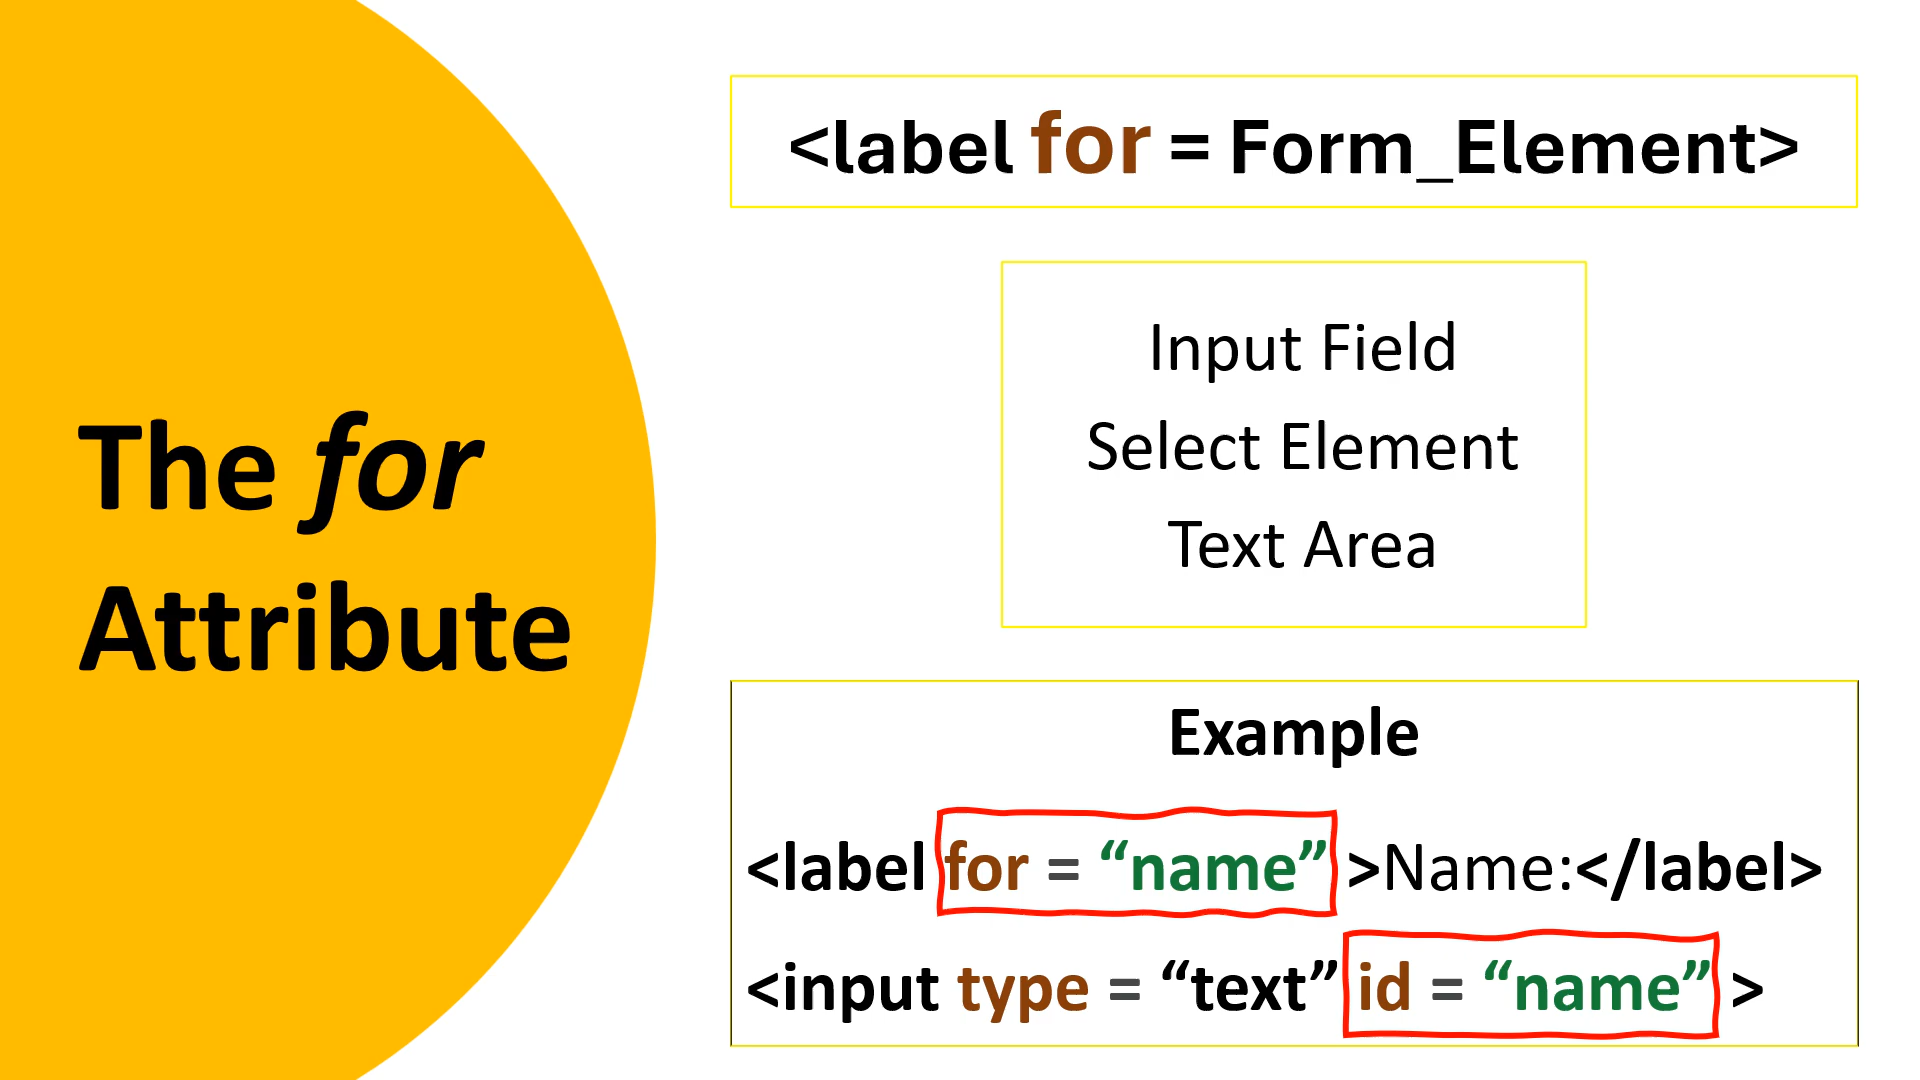 The for
Attribute
<label for = Form_Element>
Input Field
Select Element
Text Area
Example
<label for = “name” >Name:</label>
<input type = “text” id = “name” >